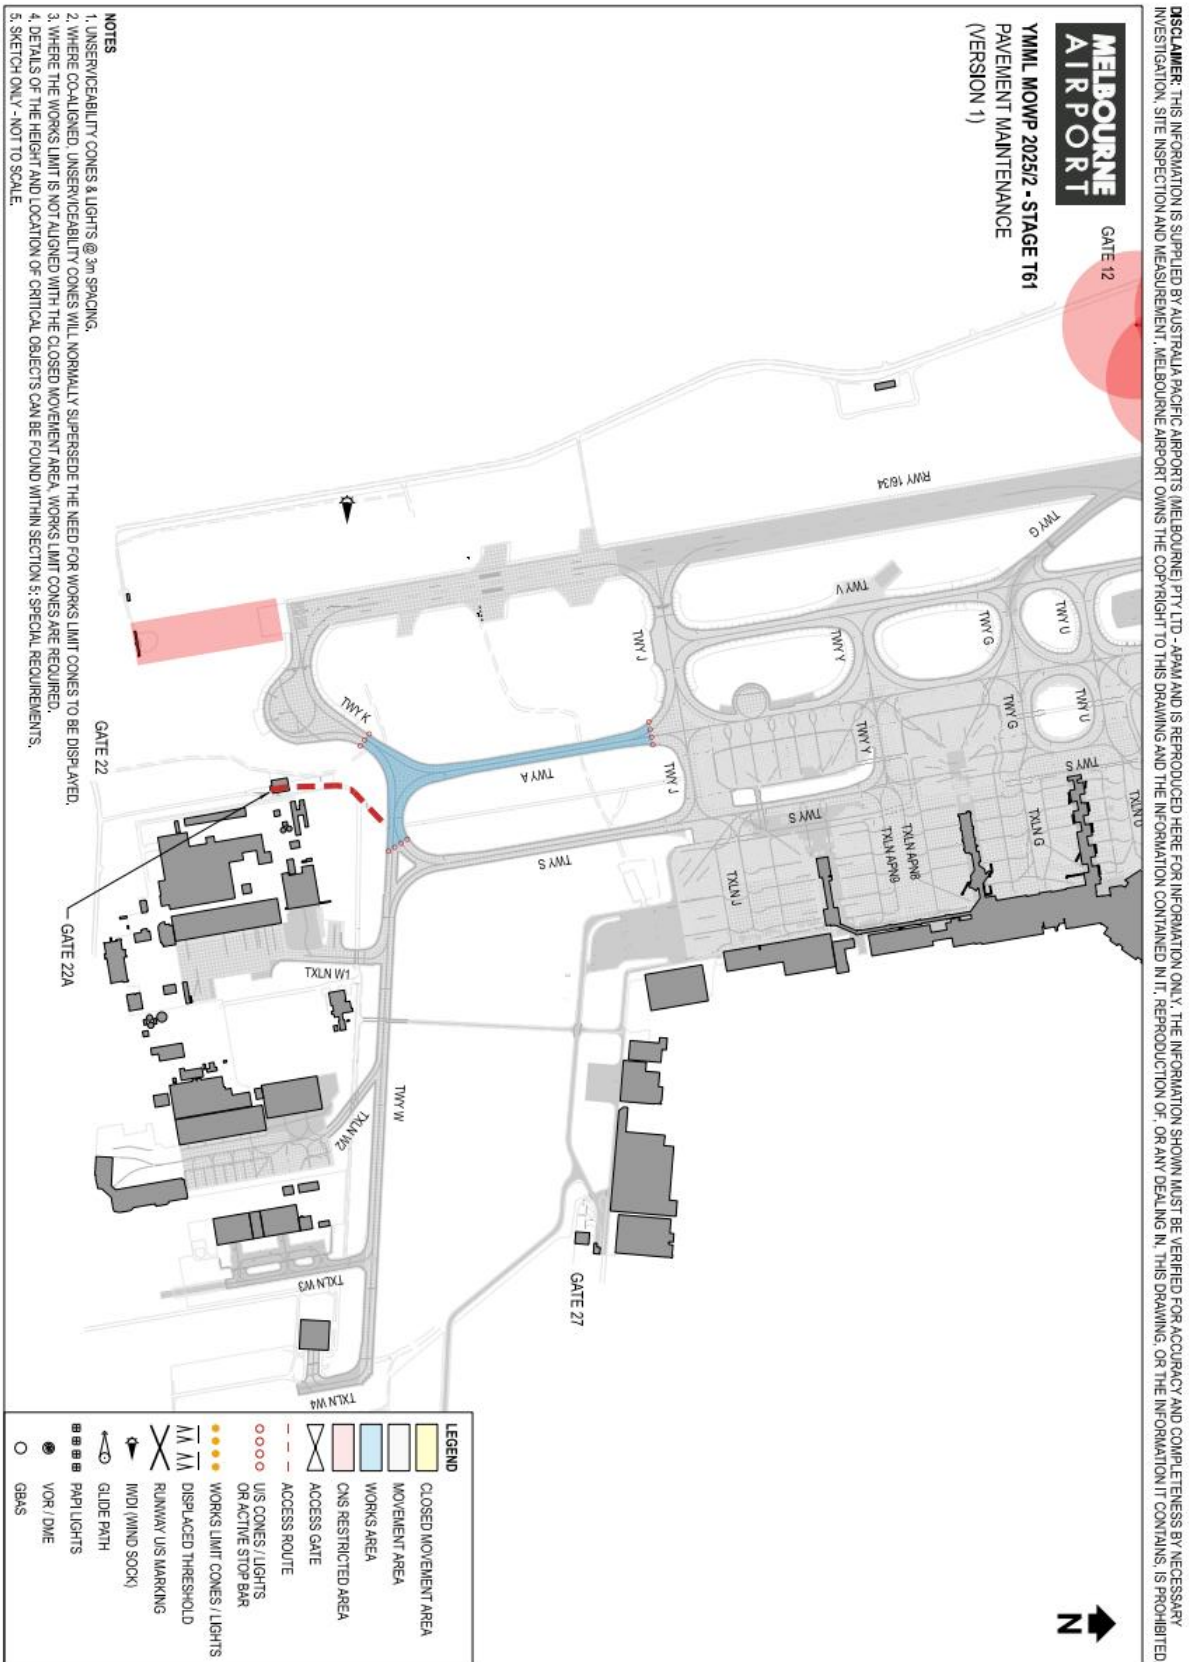 DISCLAIMER: THIS INFORMATION IS SUPPLIED BY AUSTRALIA PACIFIC AIRPORTS (MELBOURNE) PTY LTD - APAM AND IS REPRODUCED HERE FOR INFORMATION ONLY. THE INFORMATION SHOWN MUST BE VERIFIED FOR ACCURACY AND COMPLETENESS BY NECESSARY
INVESTIGATION, SITE INSPECTION AND MEASUREMENT. MELBOURNE AIRPORT OWNS THE COPYRIGHT TO THIS DRAWING AND THE INFORMATION CONTAINED IN IT. REPRODUCTION OF, OR ANY DEALING IN, THIS DRAWING, OR THE INFORMATION IT CONTAINS, IS PROHIBITED
MELBOURNE
AIRPORT
GATE 12
YMML MOWP 2025/2 - STAGE T61
PAVEMENT MAINTENANCE
(VERSION 1)
RWY 16/34
TWY G
TWY V
TWY U
TWY G
TWY Y
TWY J
TWY U
TWY G
TWY Y
TWY K
TWY A
TWY J
TWY S
TWY S
TWY S
TXLN U
TXLN G
TXLN APN8
TXLN APN9
TXLN J
GATE 22
GATE 22A
TXLN W1
TWY W
TXLN W2
TXLN W3
TXLN W4
GATE 27
N
NOTES
1. UNSERVICEABILITY CONES & LIGHTS @ 3m SPACING.
2. WHERE CO-ALIGNED, UNSERVICEABILITY CONES WILL NORMALLY SUPERSEDE THE NEED FOR WORKS LIMIT CONES TO BE DISPLAYED.
3. WHERE THE WORKS LIMIT IS NOT ALIGNED WITH THE CLOSED MOVEMENT AREA, WORKS LIMIT CONES ARE REQUIRED.
4. DETAILS OF THE HEIGHT AND LOCATION OF CRITICAL OBJECTS CAN BE FOUND WITHIN SECTION 5: SPECIAL REQUIREMENTS.
5. SKETCH ONLY - NOT TO SCALE.
LEGEND
CLOSED MOVEMENT AREA
MOVEMENT AREA
WORKS AREA
CNS RESTRICTED AREA
ACCESS GATE
ACCESS ROUTE
U/S CONES / LIGHTS
OR ACTIVE STOP BAR
WORKS LIMIT CONES / LIGHTS
DISPLACED THRESHOLD
RUNWAY U/S MARKING
IWDI (WIND SOCK)
GLIDE PATH
PAPI LIGHTS
VOR / DME
GBAS